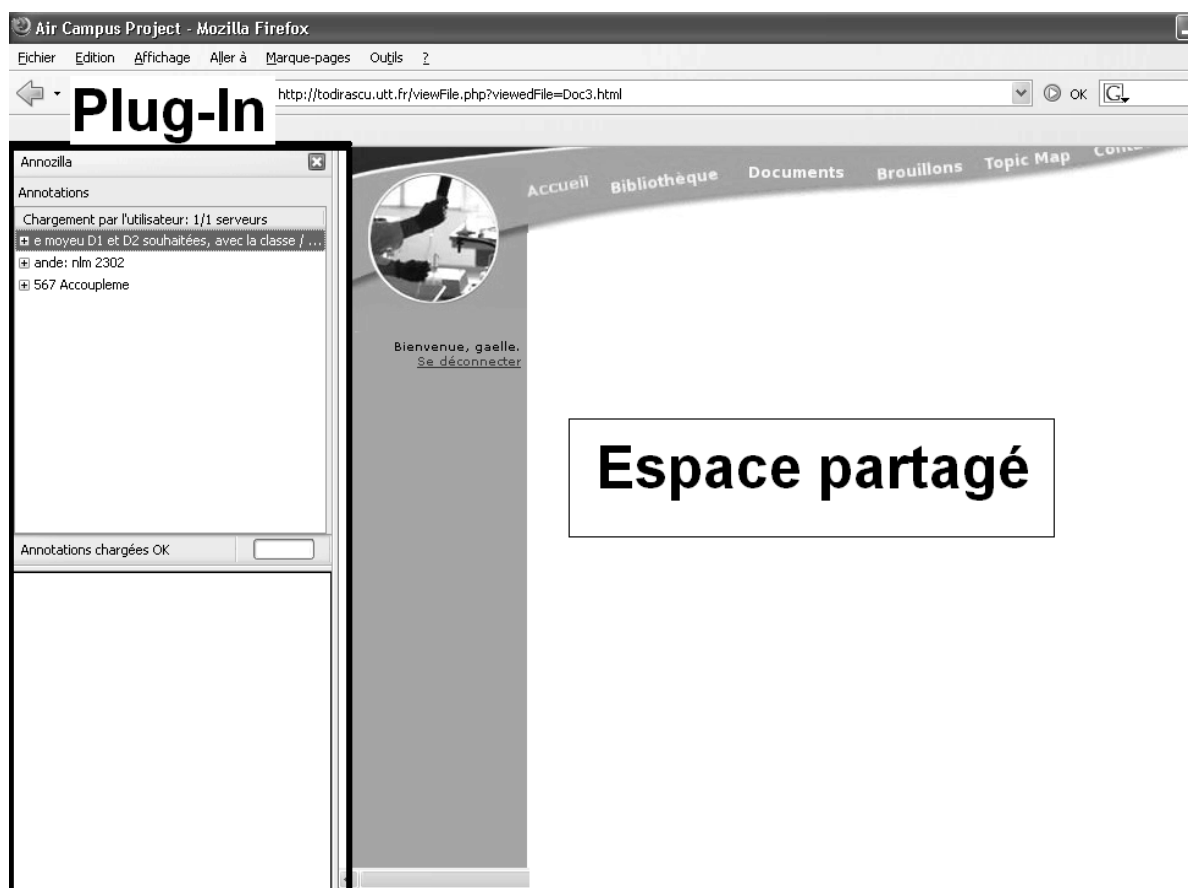 Air Campus Project - Mozilla Firefox
Fichier Edition Affichage Aller à Marque-pages Outils ?
Plug-In
http://todirascu.utt.fr/viewFile.php?viewedFile=Doc3.html
OK
G
Annozilla
Annotations
Chargement par l'utilisateur: 1/1 serveurs
e moyeu D1 et D2 souhaitées, avec la classe / ...
ande: nlm 2302
567 Accoupleme
Annotations chargées OK
Accueil Bibliothèque Documents Brouillons Topic Map
Bienvenue, gaelle.
Se déconnecter
Espace partagé